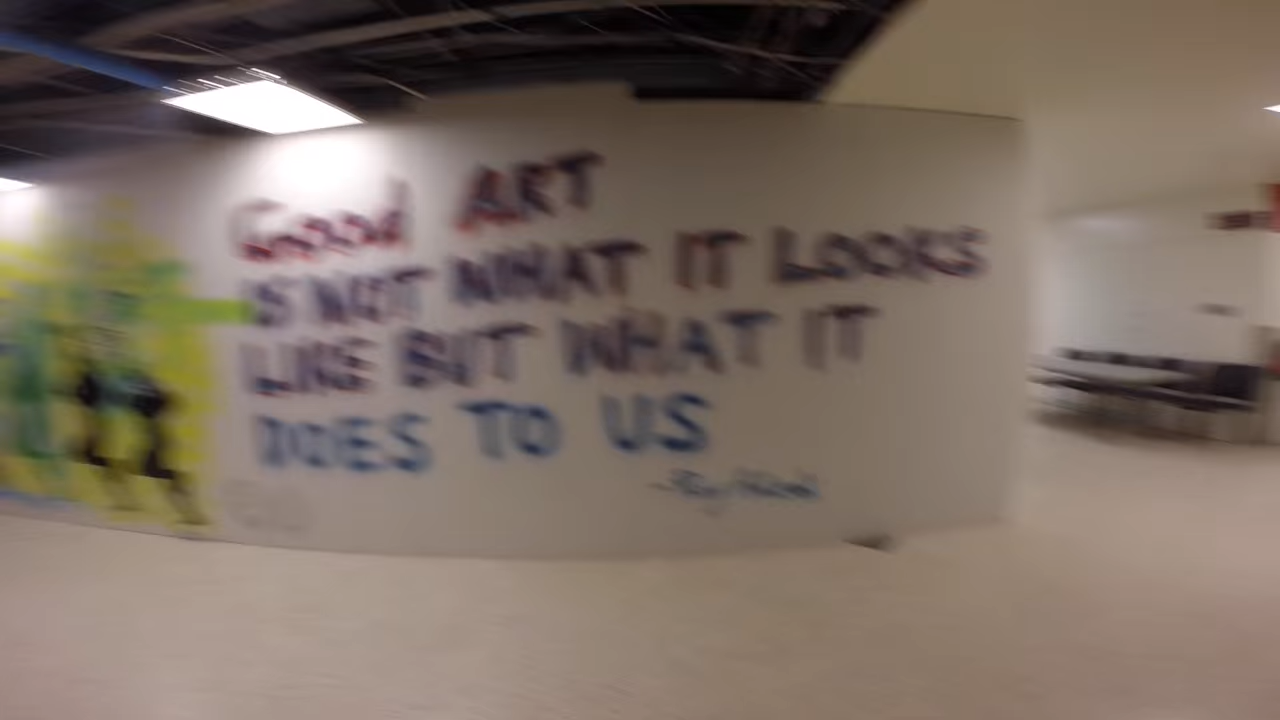 Good ART
IS NOT WHAT IT LOOKS
LIKE BUT WHAT IT
DOES TO US